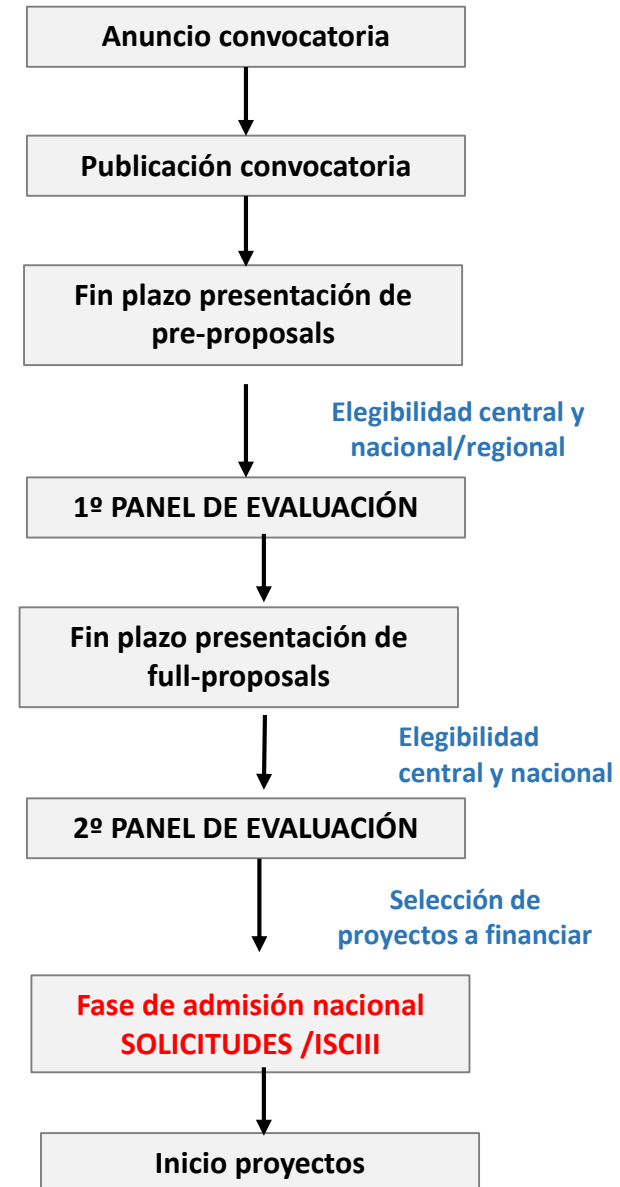 Anuncio convocatoria
Publicación convocatoria
Fin plazo presentación de
pre-proposals
Elegibilidad central y
nacional/regional
1º PANEL DE EVALUACIÓN
Fin plazo presentación de
full-proposals
Elegibilidad
central y nacional
2º PANEL DE EVALUACIÓN
Selección de
proyectos a financiar
Fase de admisión nacional
SOLICITUDES /ISCIII
Inicio proyectos